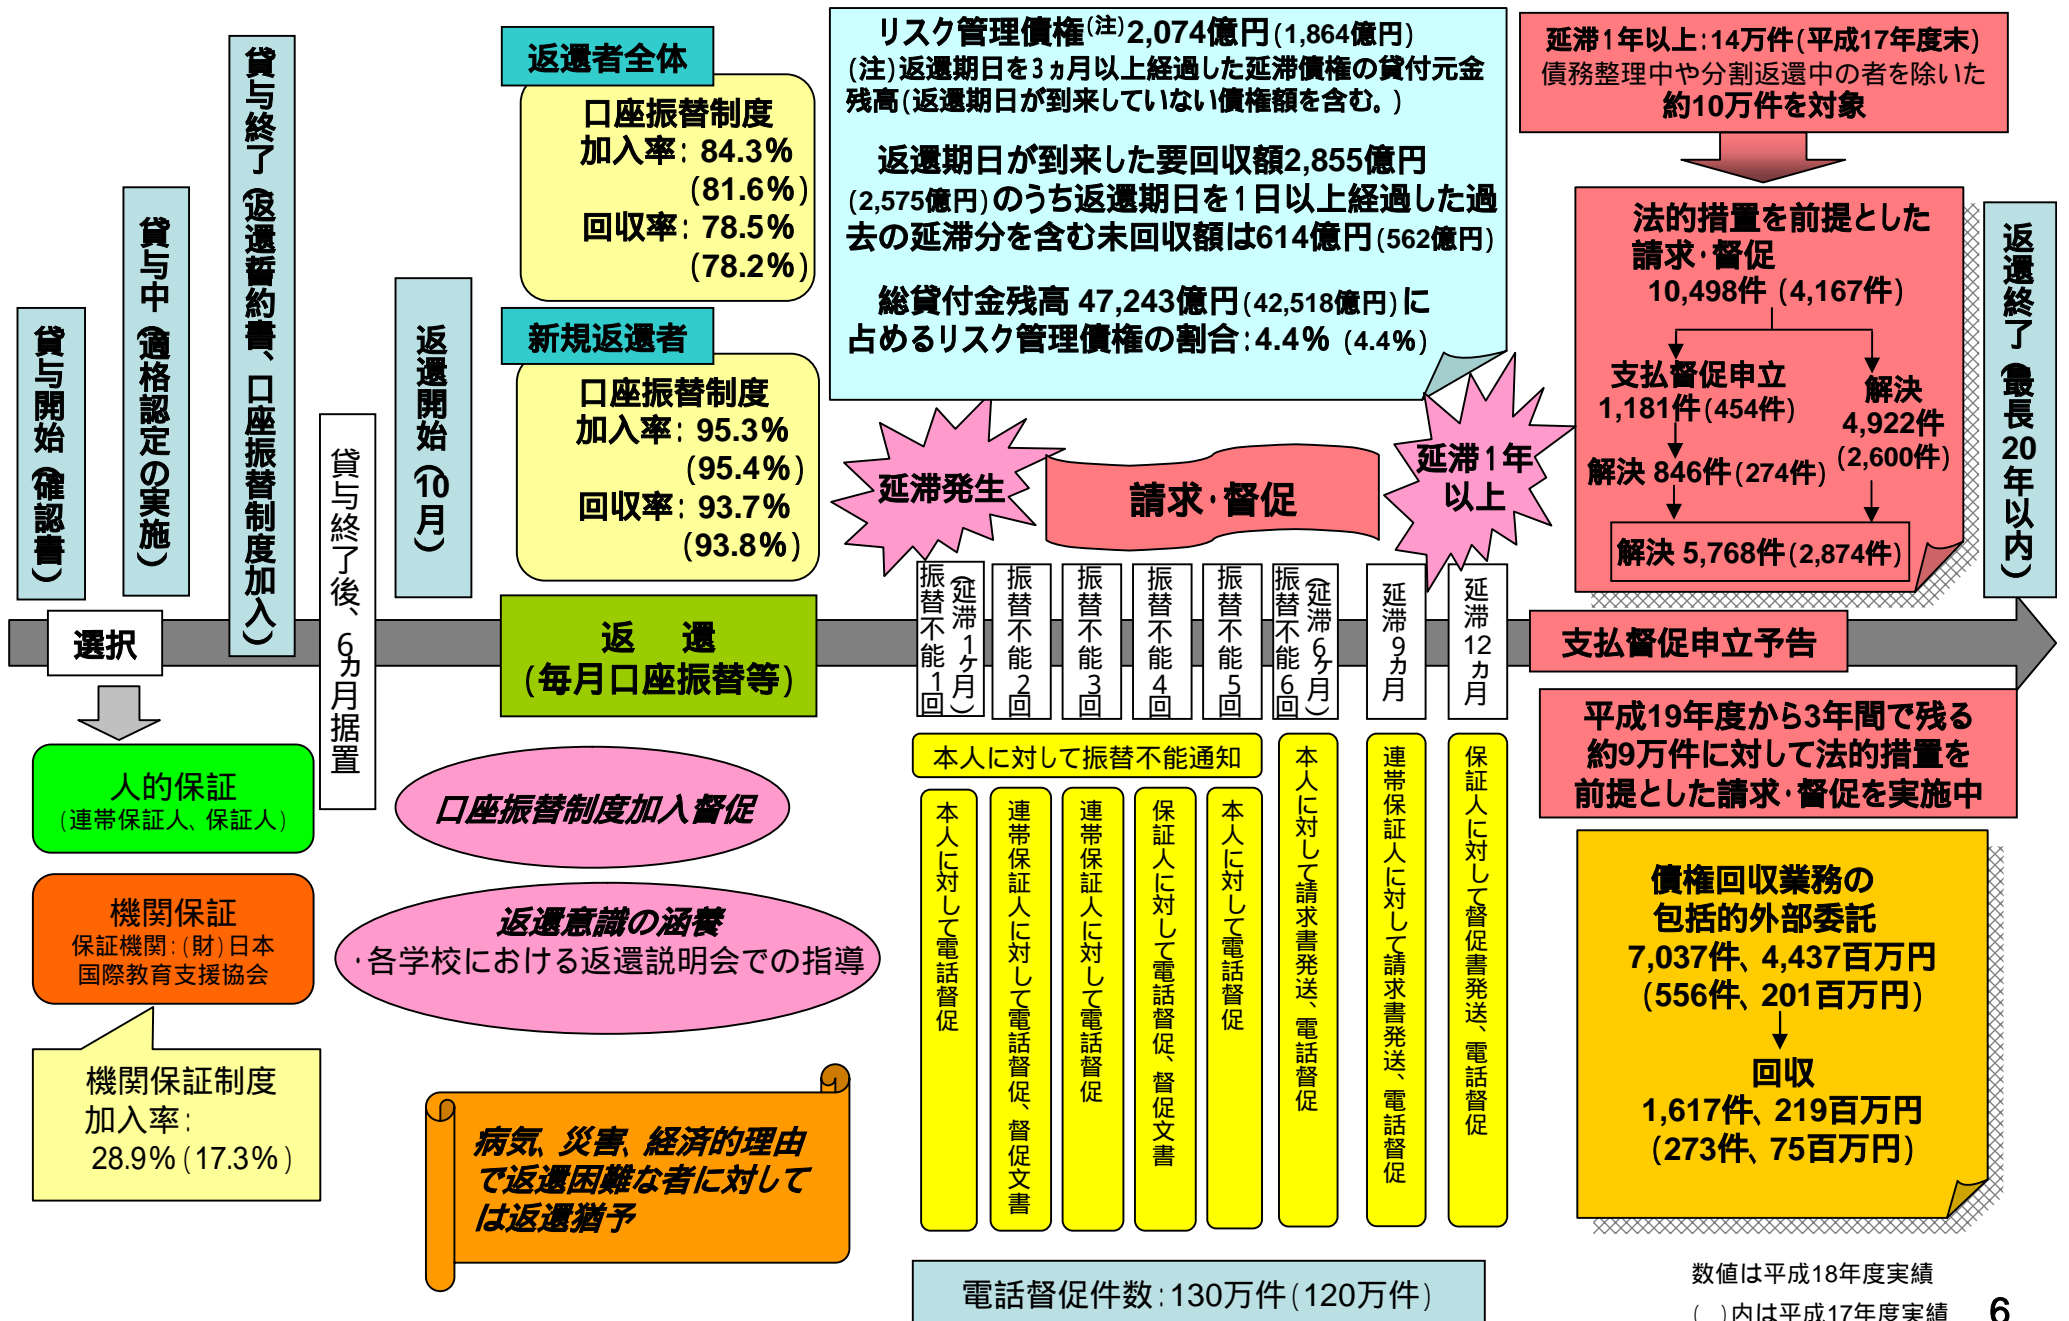 貸与開始（確認書）
貸与中（適格認定の実施）
貸与終了（返還誓約書、口座振替制度加入）
貸与終了後、6ヵ月据置
返還開始（10月）
選択
人的保証
(連帯保証人、保証人)
機関保証
保証機関：(財)日本
国際教育支援協会
機関保証制度
加入率：
28.9%(17.3%)
返還者全体
口座振替制度
加入率：84.3%
(81.6%)
回収率：78.5%
(78.2%)
新規返還者
口座振替制度
加入率：95.3%
(95.4%)
回収率：93.7%
(93.8%)
返　還
(毎月口座振替等)
口座振替制度加入督促
返還意識の涵養
・各学校における返還説明会での指導
病気、災害、経済的理由
で返還困難な者に対して
は返還猶予
リスク管理債権(注)2,074億円(1,864億円)
(注)返還期日を3ヵ月以上経過した延滞債権の貸付元金
残高(返還期日が到来していない債権額を含む。)
返還期日が到来した要回収額2,855億円
(2,575億円)のうち返還期日を1日以上経過した過
去の延滞分を含む未回収額は614億円(562億円)
総貸付金残高 47,243億円(42,518億円)に
占めるリスク管理債権の割合：4.4% (4.4%)
延滞発生
請求・督促
延滞1年
以上
振替不能1回
（延滞1ヶ月）
振替不能2回
振替不能3回
振替不能4回
振替不能5回
振替不能6回
（延滞6ヶ月）
延滞9ヵ月
延滞12ヵ月
本人に対して振替不能通知
本人に対して電話督促
連帯保証人に対して電話督促、督促文書
連帯保証人に対して電話督促
保証人に対して電話督促、督促文書
本人に対して電話督促
本人に対して請求書発送、電話督促
連帯保証人に対して請求書発送、電話督促
保証人に対して督促書発送、電話督促
電話督促件数：130万件(120万件)
延滞1年以上：14万件(平成17年度末)
債務整理中や分割返還中の者を除いた
約10万件を対象
法的措置を前提とした
請求・督促
10,498件 (4,167件)
支払督促申立
1,181件(454件)
解決
4,922件
(2,600件)
解決 846件(274件)
解決 5,768件(2,874件)
返還終了（最長20年以内）
支払督促申立予告
平成19年度から3年間で残る
約9万件に対して法的措置を
前提とした請求・督促を実施中
債権回収業務の
包括的外部委託
7,037件、4,437百万円
(556件、201百万円)
回収
1,617件、219百万円
(273件、75百万円)
数値は平成18年度実績
(　)内は平成17年度実績
6